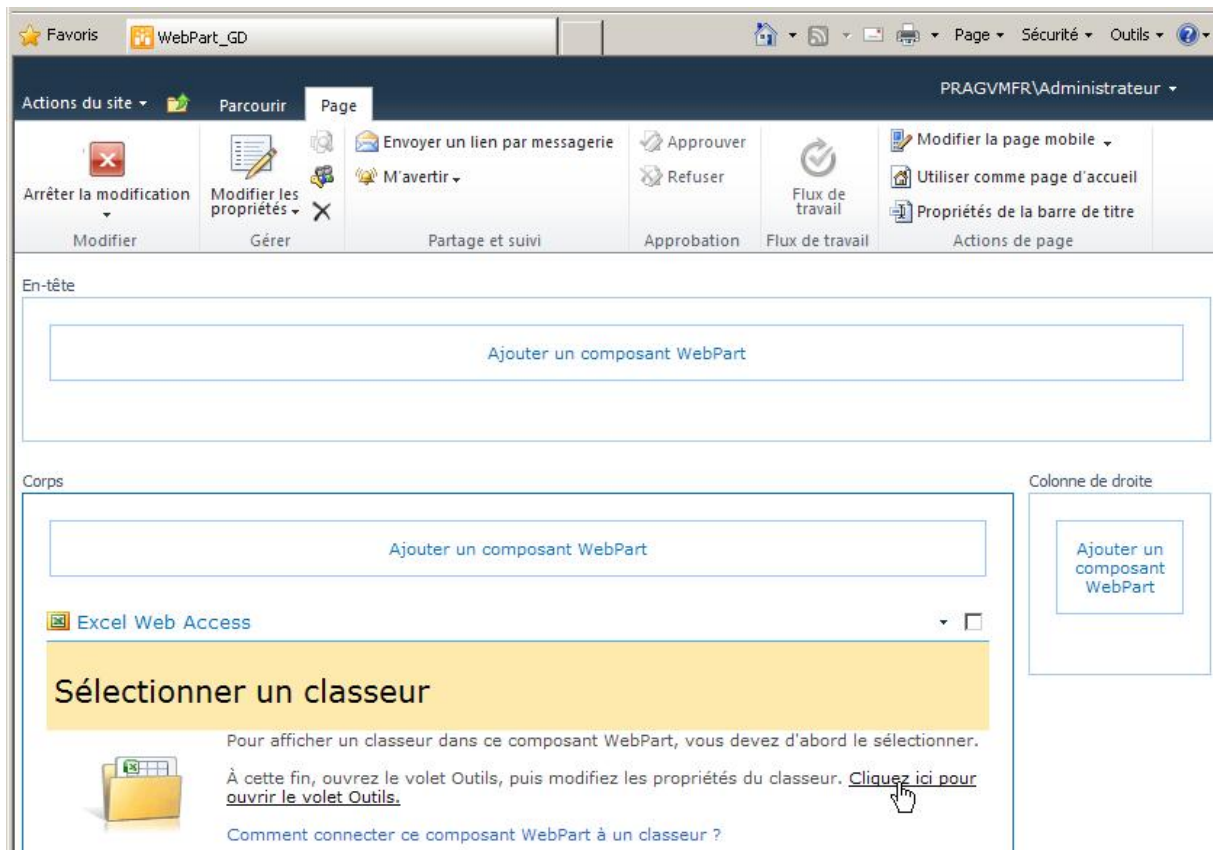 Favoris WebPart_GD Page Sécurité Outils
PRAGVMFR\Administrateur
Actions du site Parcourir Page
Arrêter la modification
Modifier les propriétés
Envoyer un lien par messagerie
M'avertir
Approuver
Refuser
Flux de travail
Modifier la page mobile
Utiliser comme page d'accueil
Propriétés de la barre de titre
Modifier Gérer Partage et suivi Approbation Flux de travail Actions de page
En-tête
Ajouter un composant WebPart
Corps
Ajouter un composant WebPart
Colonne de droite
Ajouter un
composant
WebPart
Excel Web Access
Sélectionner un classeur
Pour afficher un classeur dans ce composant WebPart, vous devez d'abord le sélectionner.
À cette fin, ouvrez le volet Outils, puis modifiez les propriétés du classeur. Cliquez ici pour
ouvrir le volet Outils.
Comment connecter ce composant WebPart à un classeur ?